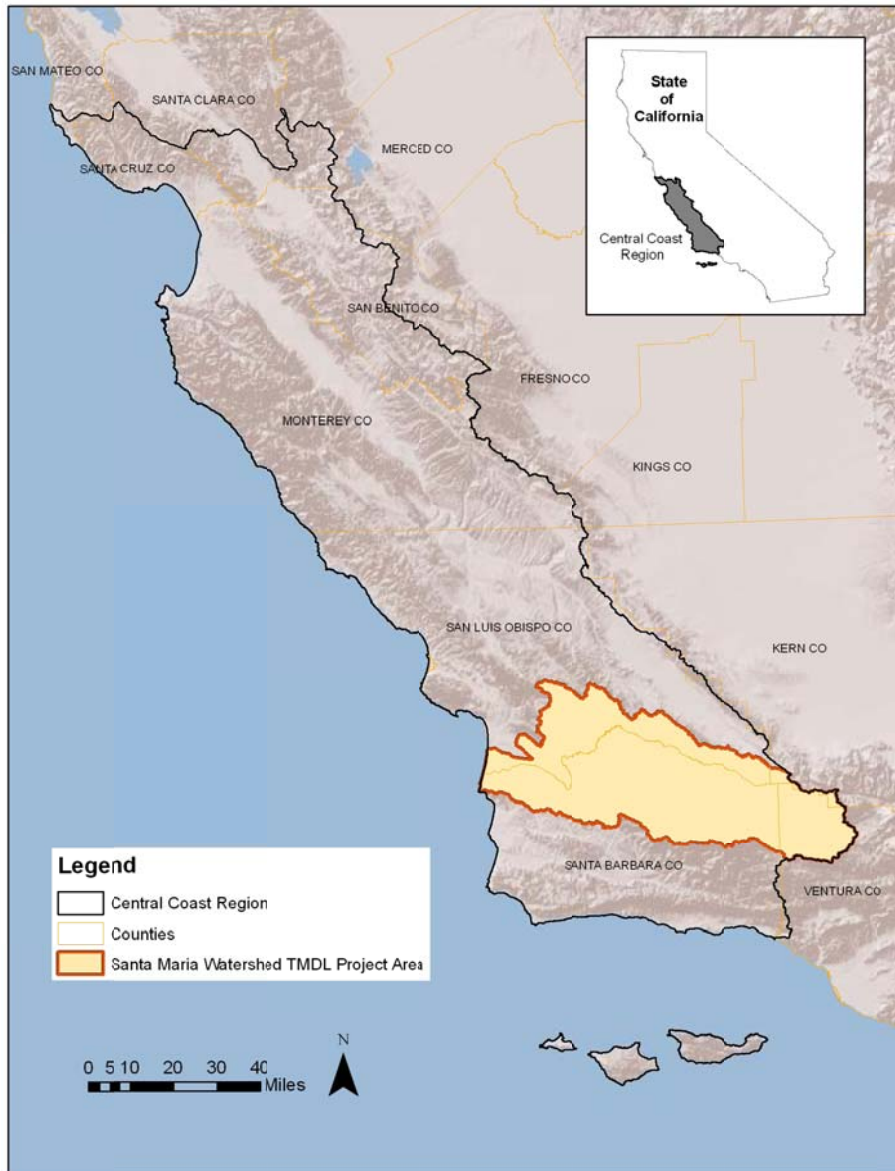 SAN MATEO CO
SANTA CLARA CO
SANTA CRUZ CO
MERCED CO
State
of
California
Central Coast
Region
SAN BENITO CO
FRESNO CO
MONTEREY CO
KINGS CO
SAN LUIS OBISPO CO
KERN CO
SANTA BARBARA CO
VENTURA CO
Legend
Central Coast Region
Counties
Santa Maria Watershed TMDL Project Area
N
0 5 10 20 30 40
Miles